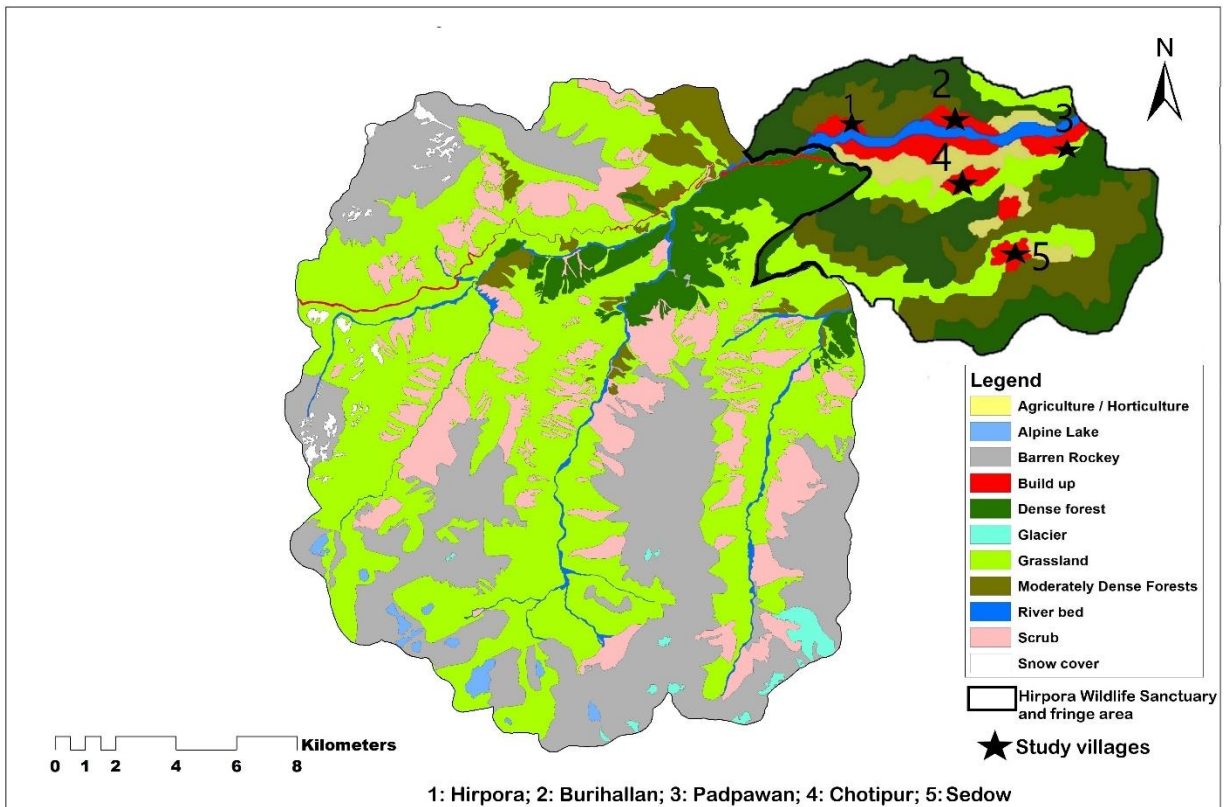 N
1
2
3
4
5
Legend
Agriculture / Horticulture
Alpine Lake
Barren Rockey
Build up
Dense forest
Glacier
Grassland
Moderately Dense Forests
River bed
Scrub
Snow cover
Hirpora Wildlife Sanctuary
and fringe area
Study villages
Kilometers
0 1 2 4 6 8
1: Hirpora; 2: Burihallan; 3: Padpawan; 4: Chotipur; 5: Sedow